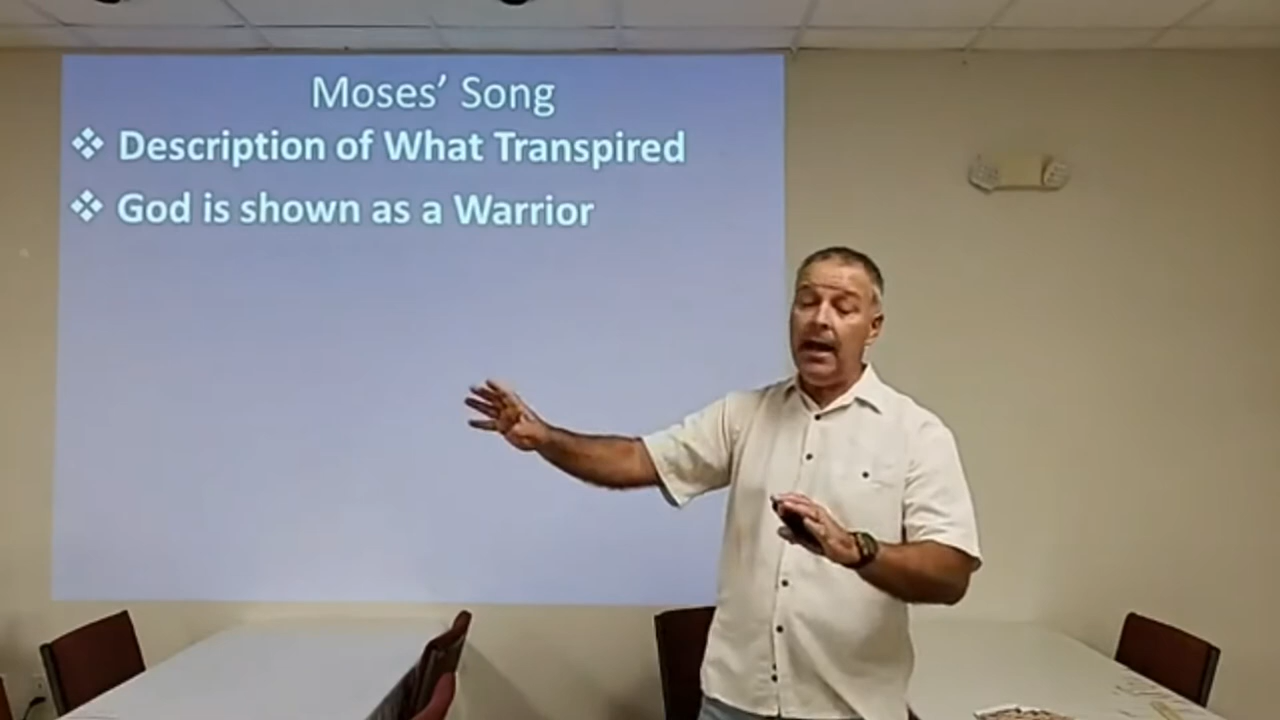 Moses’ Song
❖ Description of What Transpired
❖ God is shown as a Warrior